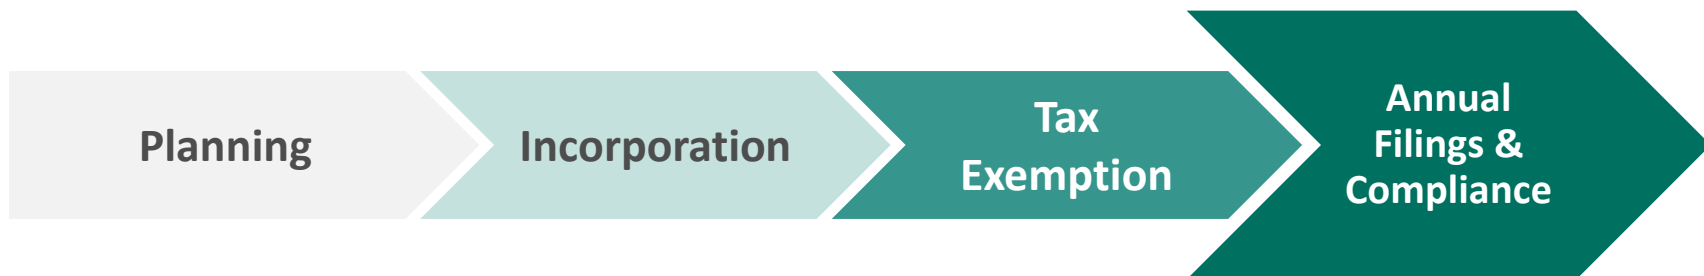 Planning
Incorporation
Tax
Exemption
Annual
Filings &
Compliance